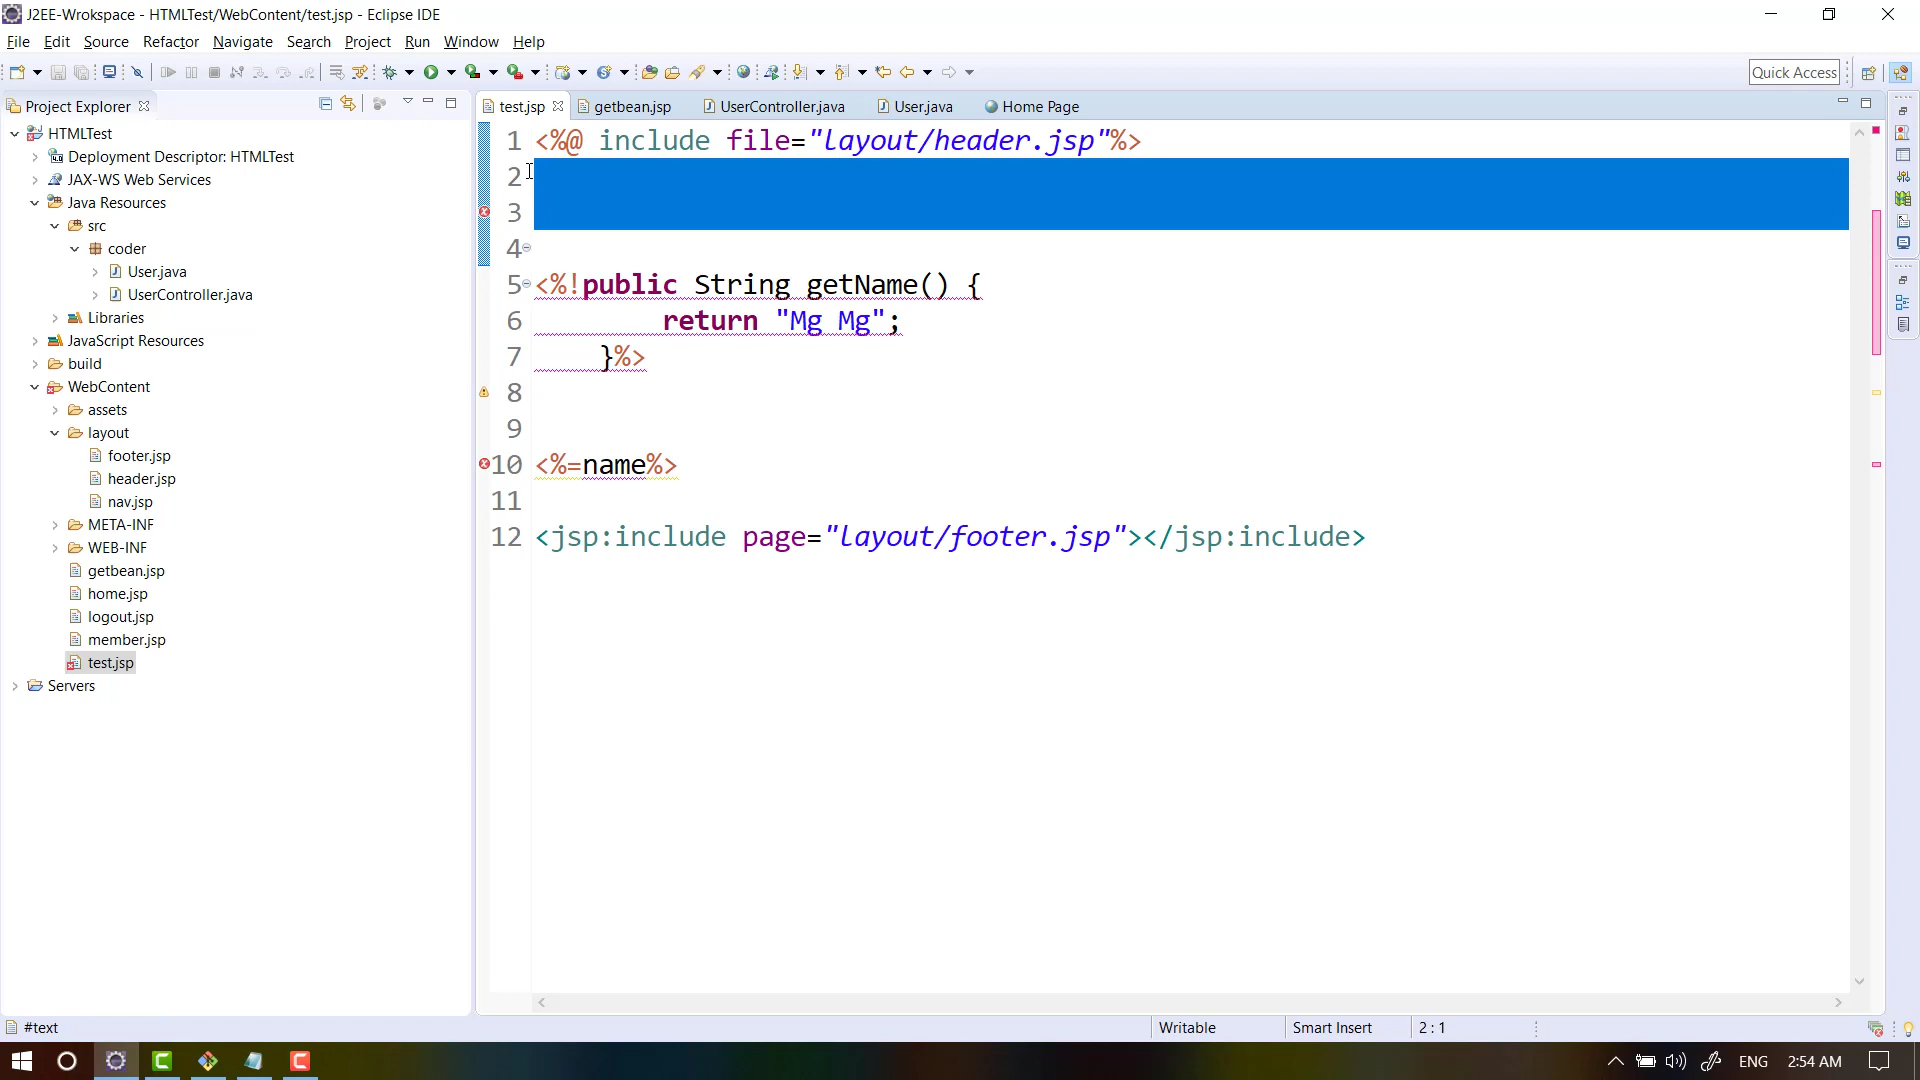 J2EE-Wrokspace - HTMLTest/WebContent/test.jsp - Eclipse IDE
File Edit Source Refactor Navigate Search Project Run Window Help
Quick Access
Project Explorer
test.jsp getbean.jsp UserController.java User.java Home Page
HTMLTest
Deployment Descriptor: HTMLTest
JAX-WS Web Services
Java Resources
src
coder
User.java
UserController.java
Libraries
JavaScript Resources
build
WebContent
assets
layout
footer.jsp
header.jsp
nav.jsp
META-INF
WEB-INF
getbean.jsp
home.jsp
logout.jsp
member.jsp
test.jsp
Servers
1 <%@ include file="layout/header.jsp"%>
2
3
4
5 <%!public String getName() {
6 return "Mg Mg";
7 }%>
8
9
10 <%=name%>
11
12 <jsp:include page="layout/footer.jsp"></jsp:include>
#text Writable Smart Insert 2 : 1
ENG 2:54 AM